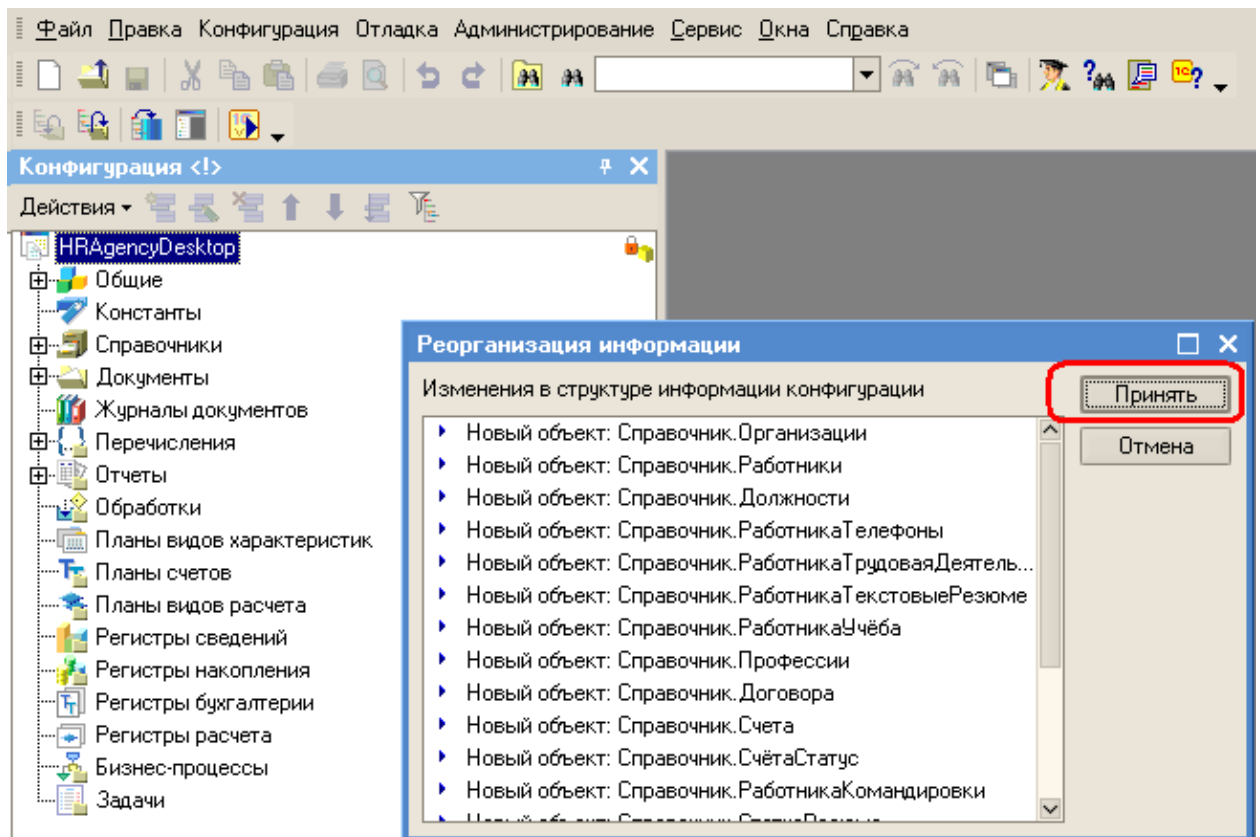 Файл Правка Конфигурация Отладка Администрирование Сервис Окна Справка
Конфигурация <!>
Действия
HRAgencyDesktop
Общие
Константы
Справочники
Документы
Журналы документов
Перечисления
Отчеты
Обработки
Планы видов характеристик
Планы счетов
Планы видов расчета
Регистры сведений
Регистры накопления
Регистры бухгалтерии
Регистры расчета
Бизнес-процессы
Задачи
Реорганизация информации
Изменения в структуре информации конфигурации
Принять
Отмена
Новый объект: Справочник.Организации
Новый объект: Справочник.Работники
Новый объект: Справочник.Должности
Новый объект: Справочник.РаботникаТелефоны
Новый объект: Справочник.РаботникаТрудоваяДеятель...
Новый объект: Справочник.РаботникаТекстовыеРезюме
Новый объект: Справочник.РаботникаУчёба
Новый объект: Справочник.Профессии
Новый объект: Справочник.Договора
Новый объект: Справочник.Счета
Новый объект: Справочник.СчётаСтатус
Новый объект: Справочник.РаботникаКомандировки